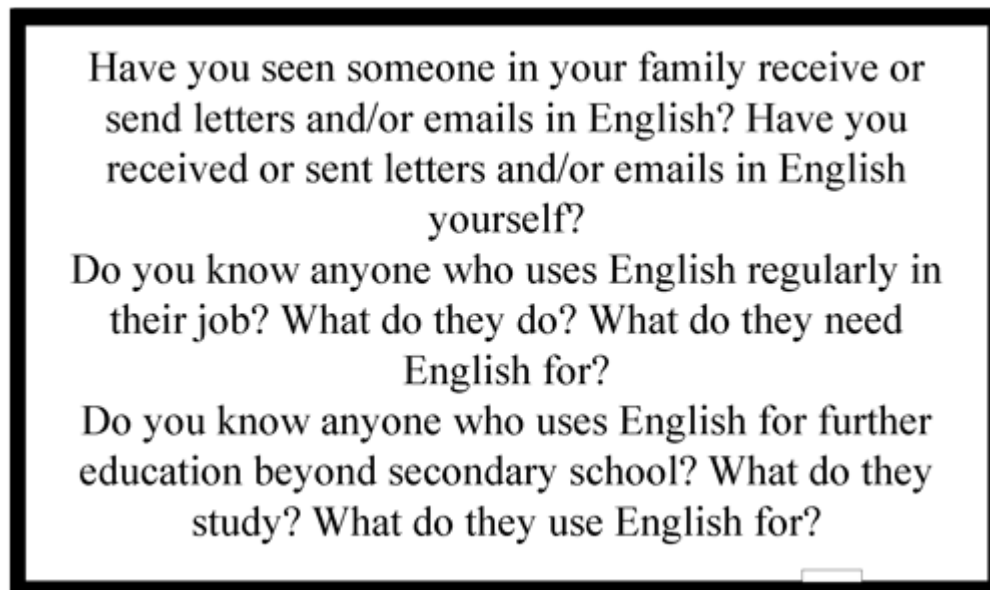 Have you seen someone in your family receive or
send letters and/or emails in English? Have you
received or sent letters and/or emails in English
yourself?
Do you know anyone who uses English regularly in
their job? What do they do? What do they need
English for?
Do you know anyone who uses English for further
education beyond secondary school? What do they
study? What do they use English for?